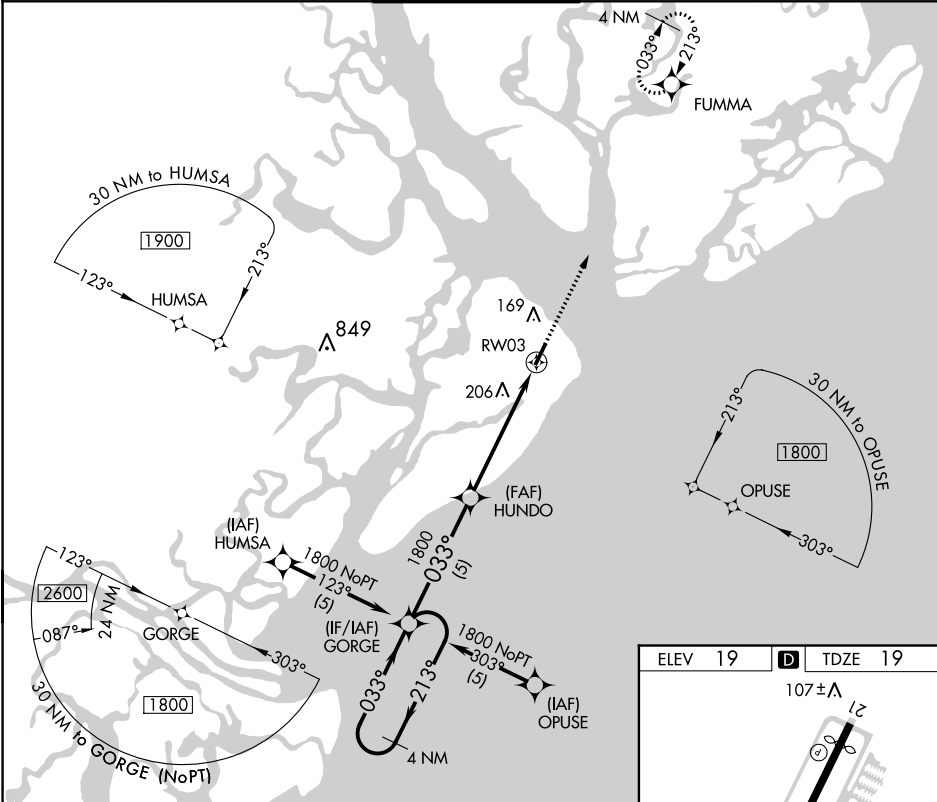 4 NM
033°
213°
FUMMA
30 NM to HUMSA
1900
123°
213°
HUMSA
849
169
RW03
206
213°
30 NM to OPUSE
1800
OPUSE
303°
(FAF)
HUNDO
1800
033°
(5)
(IAF)
HUMSA
1800 NoPT
123°
(5)
(IF/IAF)
GORGE
1800 NoPT
303°
(5)
(IAF)
OPUSE
033°
213°
4 NM
123°
2600
24 NM
087°
GORGE
303°
1800
30 NM to GORGE (NoPT)
ELEV 19 D TDZE 19
107±
21
P